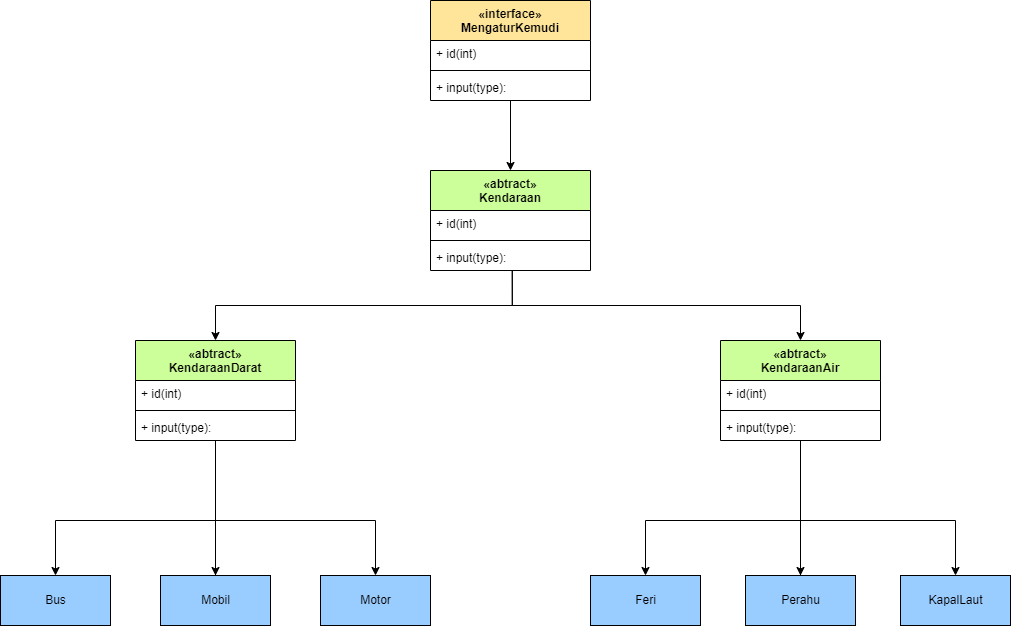 «interface»
MengaturKemudi
+ id(int)
+ input(type):
«abtract»
Kendaraan
+ id(int)
+ input(type):
«abtract»
KendaraanDarat
+ id(int)
+ input(type):
«abtract»
KendaraanAir
+ id(int)
+ input(type):
Bus
Mobil
Motor
Feri
Perahu
KapalLaut